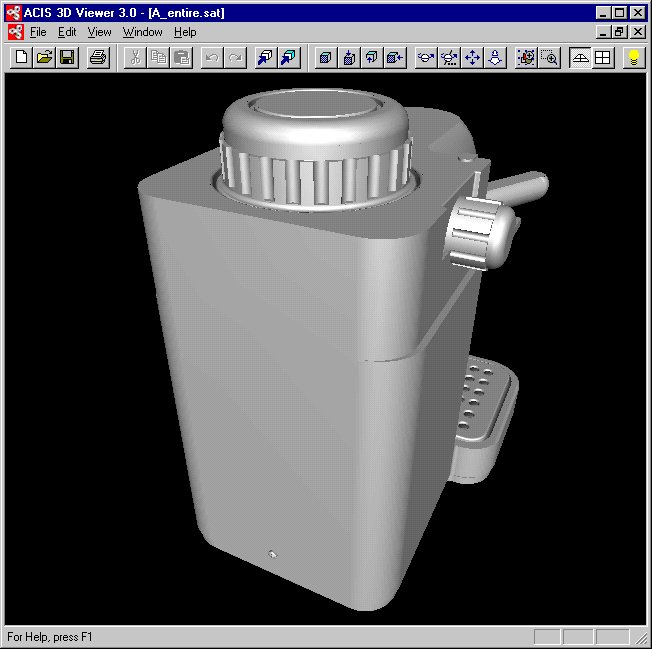 ACIS 3D Viewer 3.0 - [A_entire.sat]
File Edit View Window Help
For Help, press F1